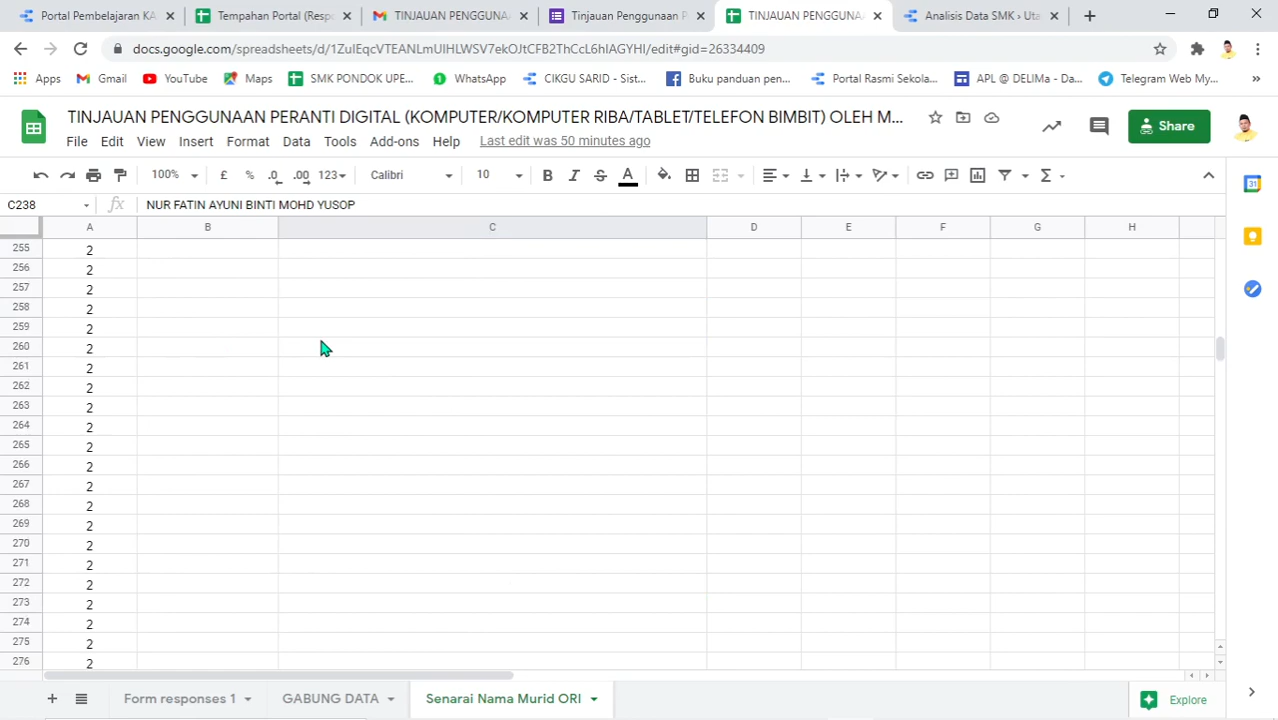 Portal Pembelajaran KA
Tempahan Portal (Respo
TINJAUAN PENGGUNA
Tinjauan Penggunaan P
TINJAUAN PENGGUNA
Analisis Data SMK › Uta
docs.google.com/spreadsheets/d/
Apps
Gmail
YouTube
Maps
SMK PONDOK UPE...
WhatsApp
CIKGU SARID - Sist...
Buku panduan pen...
Portal Rasmi Sekola...
APL @ DELIMa - Da...
Telegram Web My...
TINJAUAN PENGGUNAAN PERANTI DIGITAL (KOMPUTER/KOMPUTER RIBA/TABLET/TELEFON BIMBIT) OLEH M...
Share
File Edit View Insert Format Data Tools Add-ons Help Last edit was 50 minutes ago
100% £ % .0 .00 123 Calibri 10 B I S A Σ
C238 fx NUR FATIN AYUNI BINTI MOHD YUSOP
A B C D E F G H
255 2
256 2
257 2
258 2
259 2
260 2
261 2
262 2
263 2
264 2
265 2
266 2
267 2
268 2
269 2
270 2
271 2
272 2
273 2
274 2
275 2
276 2
Form responses 1
GABUNG DATA
Senarai Nama Murid ORI
Explore